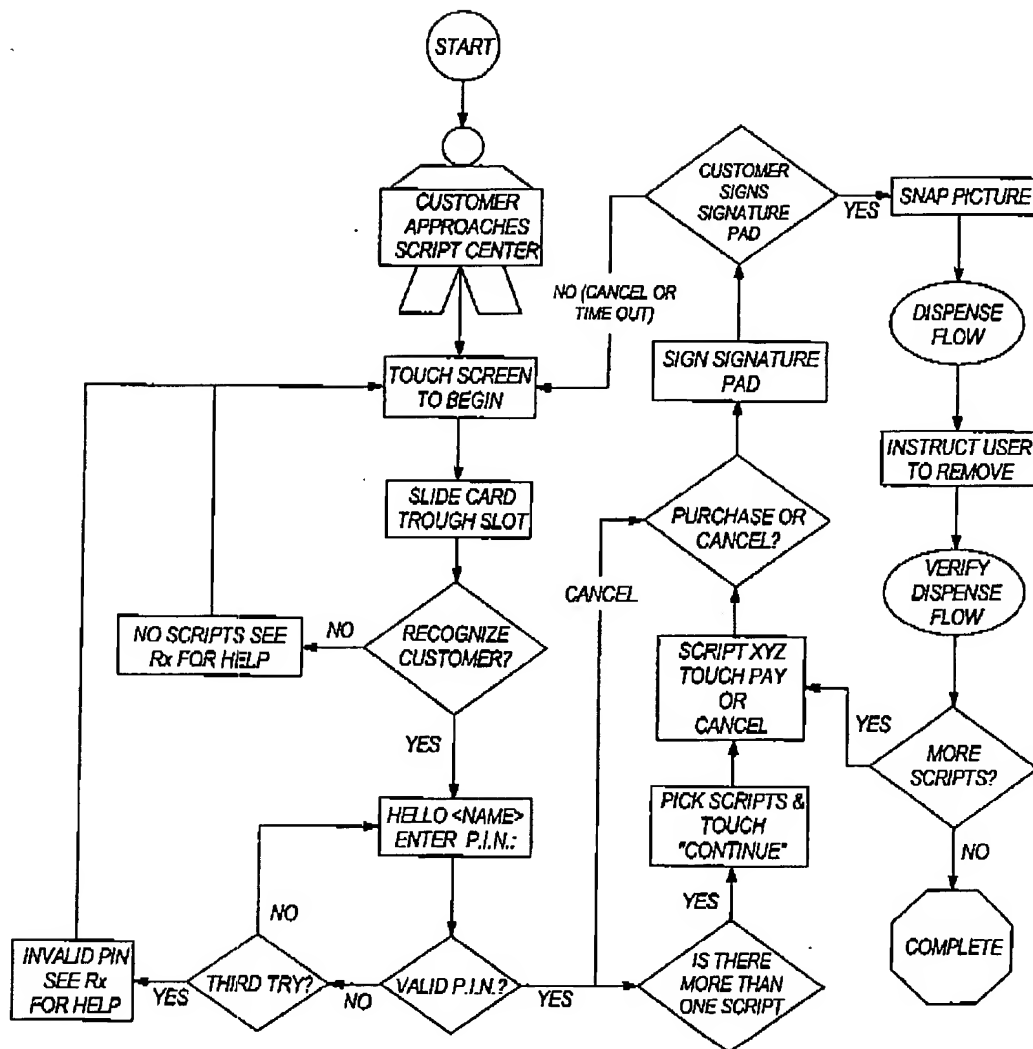 START
CUSTOMER
APPROACHES
SCRIPT CENTER
TOUCH SCREEN
TO BEGIN
SLIDE CARD
TROUGH SLOT
RECOGNIZE
CUSTOMER?
NO
NO SCRIPTS SEE
Rx FOR HELP
YES
HELLO <NAME>
ENTER P.I.N.:
VALID P.I.N.?
NO
THIRD TRY?
NO
YES
INVALID PIN
SEE Rx
FOR HELP
YES
CANCEL
IS THERE
MORE THAN
ONE SCRIPT
YES
PICK SCRIPTS &
TOUCH
"CONTINUE"
SCRIPT XYZ
TOUCH PAY
OR
CANCEL
PURCHASE OR
CANCEL?
SIGN SIGNATURE
PAD
CUSTOMER
SIGNS
SIGNATURE
PAD
NO (CANCEL OR
TIME OUT)
YES
SNAP PICTURE
DISPENSE
FLOW
INSTRUCT USER
TO REMOVE
VERIFY
DISPENSE
FLOW
MORE
SCRIPTS?
YES
NO
COMPLETE